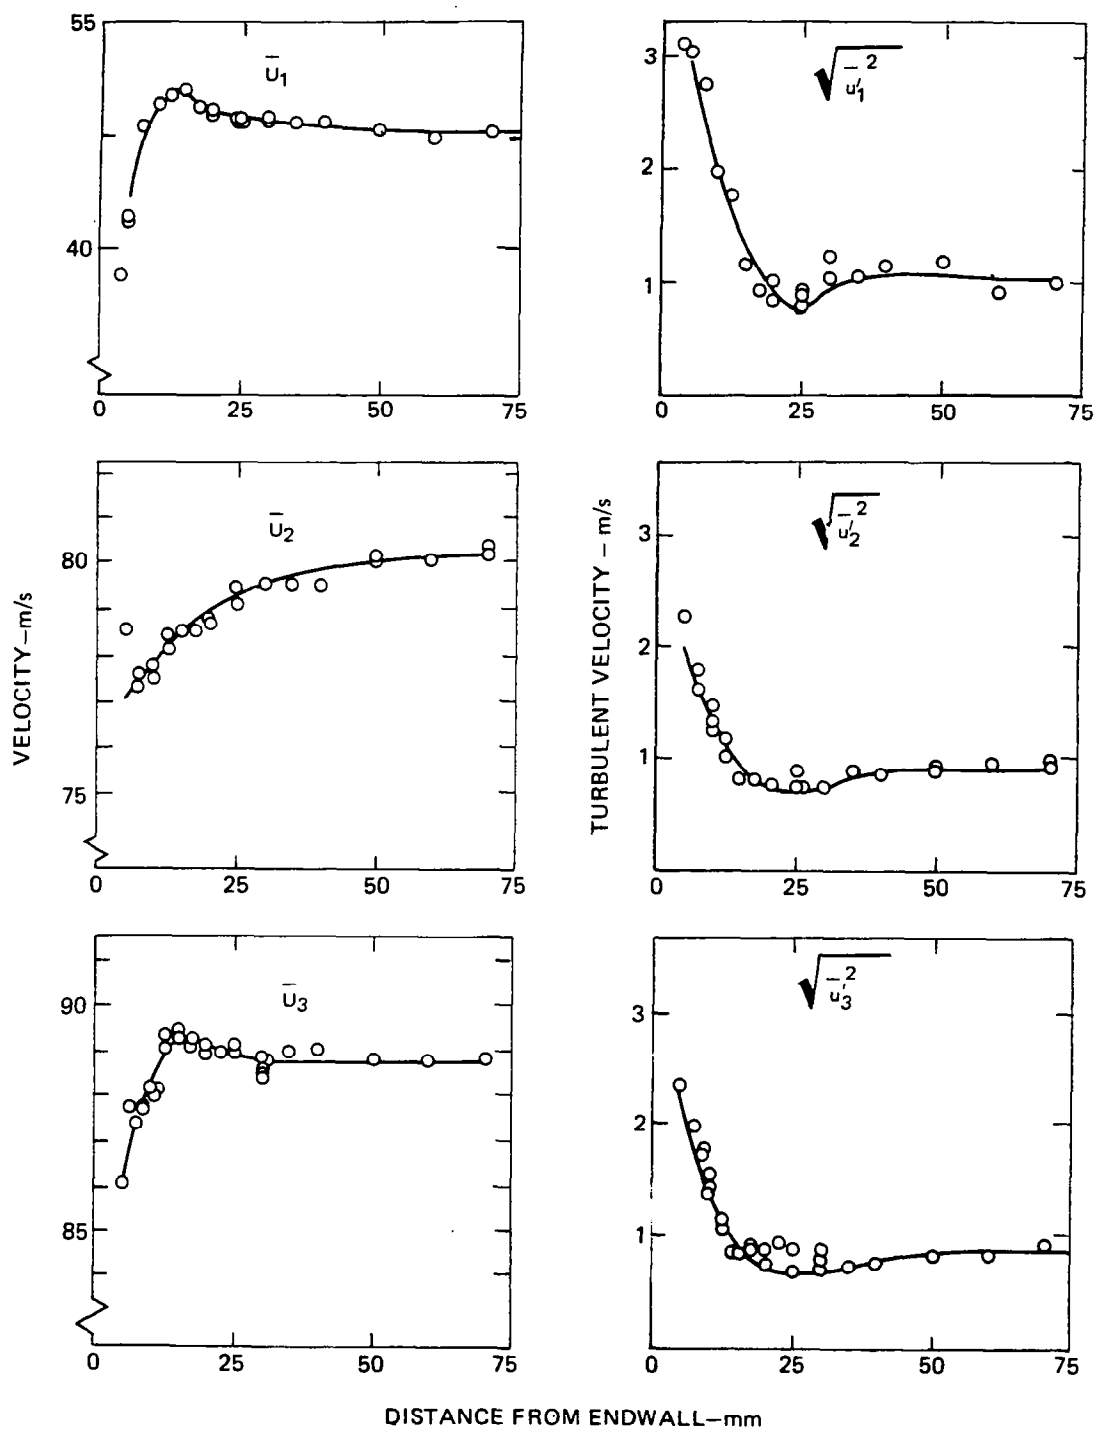 55
40
Ū₁
0 25 50 75
3
2
1
√ū′₁²
0 25 50 75
VELOCITY–m/s
80
75
Ū₂
0 25 50 75
TURBULENT VELOCITY – m/s
3
2
1
√ū′₂²
0 25 50 75
90
85
Ū₃
0 25 50 75
3
2
1
√ū′₃²
0 25 50 75
DISTANCE FROM ENDWALL–mm